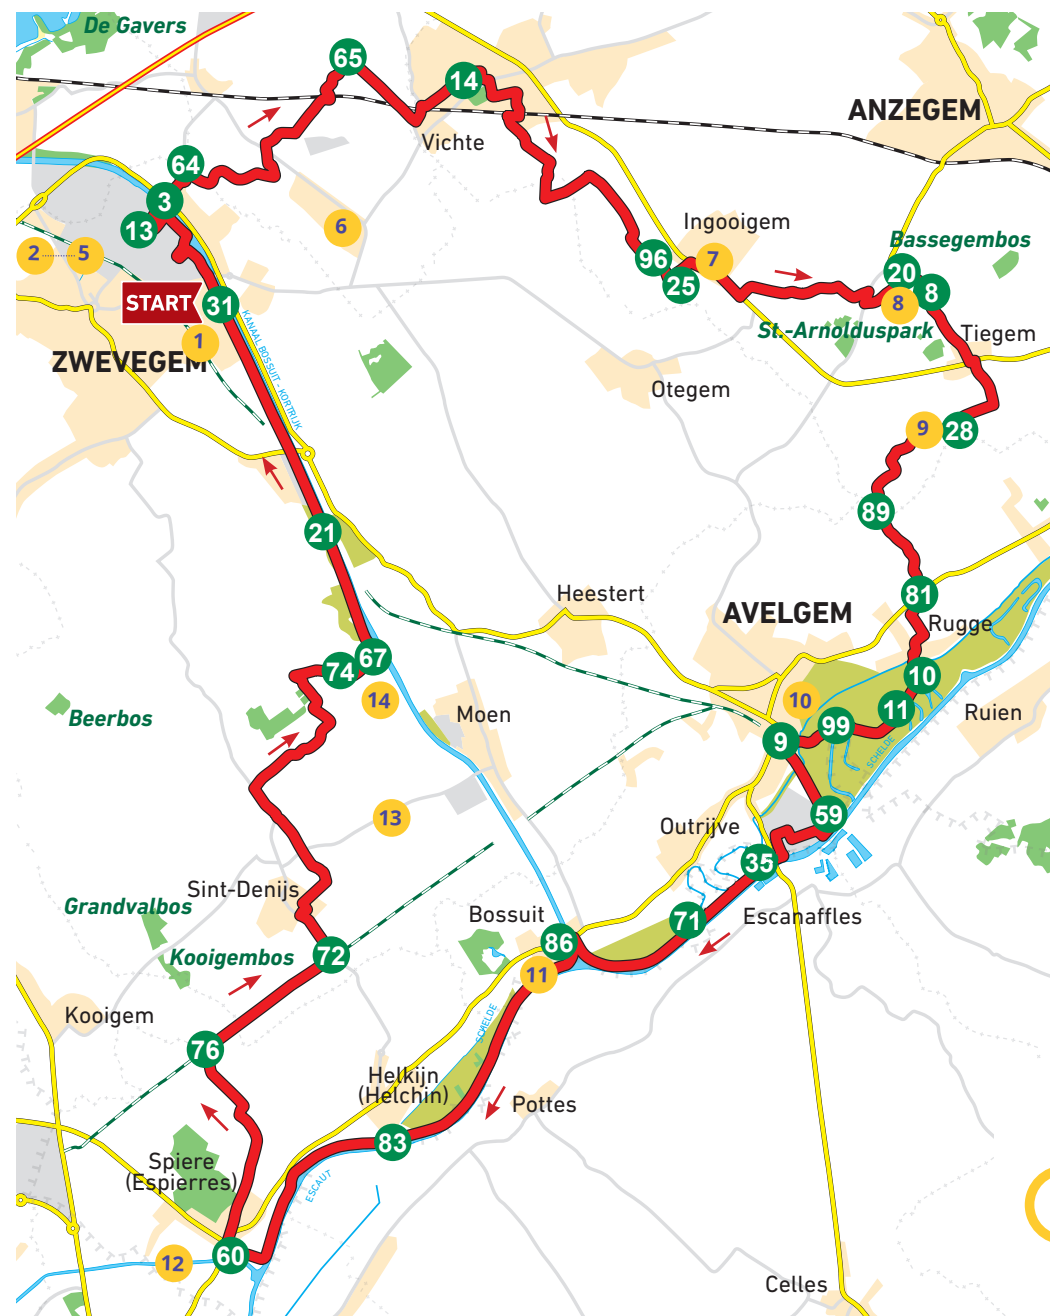 De Gavers
65
14
ANZEGEM
Vichte
64
3
13
6
Ingooigem
2
5
96
7
Bassegembos
25
20
8
START
31
8
KANAAL BOSSUIT - KORTRIJK
St.-Arnolduspark
Tiegem
1
ZWEVEGEM
Otegem
9
28
89
21
Heestert
81
AVELGEM
Rugge
67
74
10
14
10
11
Beerbos
Moen
99
Ruien
9
SCHELDE
13
59
Outrijve
35
Sint-Denijs
Grandvalbos
Bossuit
71
Escanaffles
86
Kooigembos
72
11
Kooigem
SCHELDE
76
Helkijn
(Helchin)
Pottes
83
Spiere
(Espierres)
ESCAUT
60
12
Celles